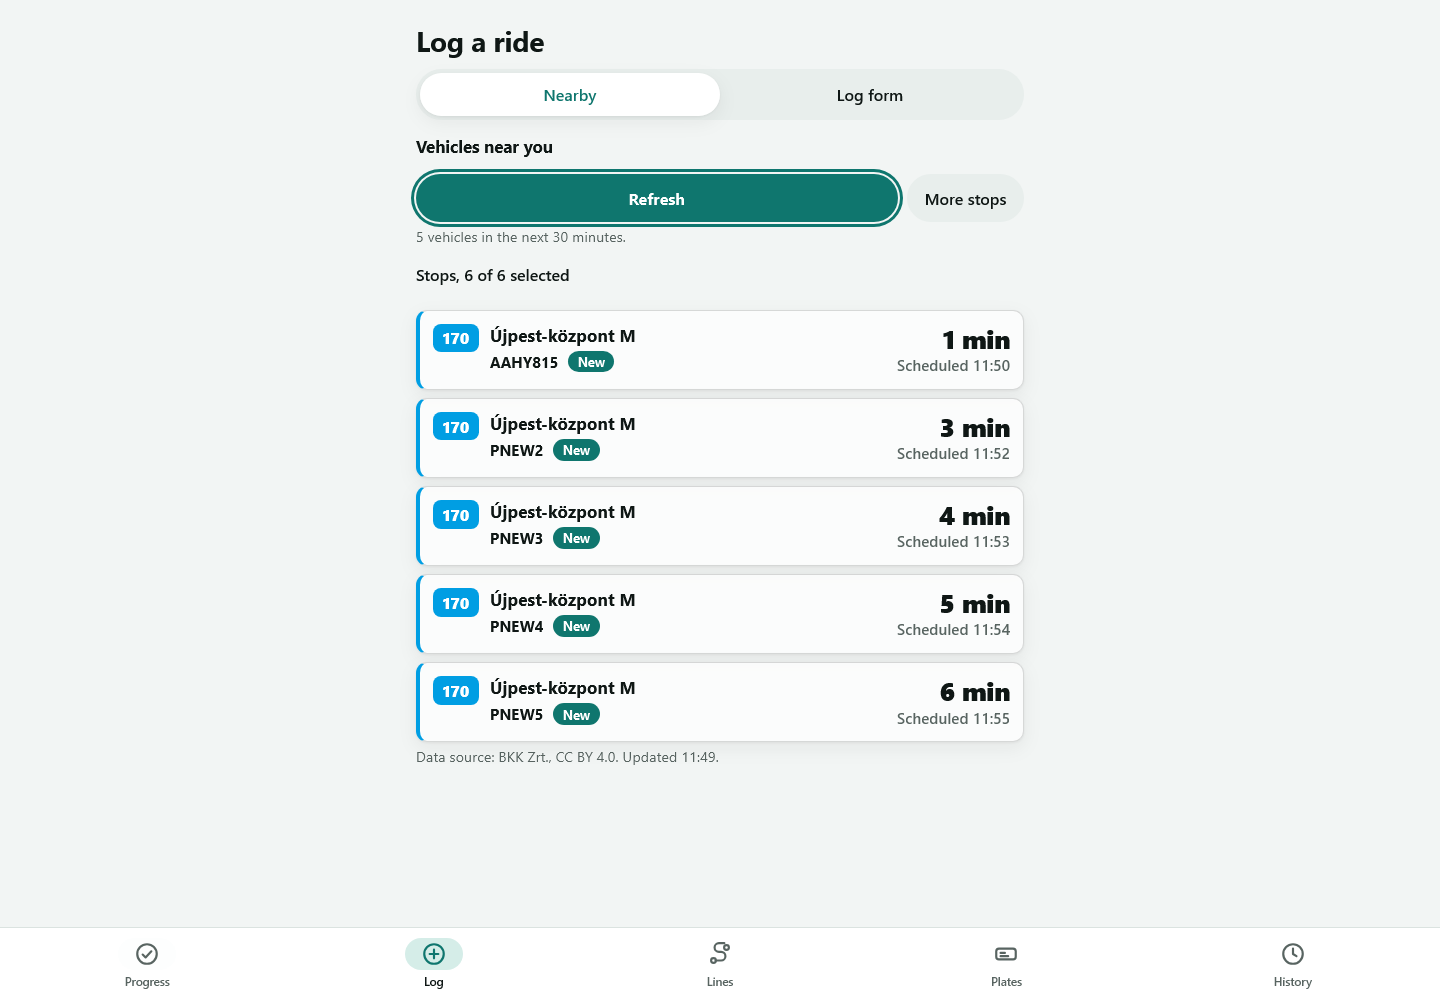 Log a ride
Nearby
Log form
Vehicles near you
Refresh
More stops
5 vehicles in the next 30 minutes.
Stops, 6 of 6 selected
170
Újpest-központ M
1 min
AAHY815
New
Scheduled 11:50
170
Újpest-központ M
3 min
PNEW2
New
Scheduled 11:52
170
Újpest-központ M
4 min
PNEW3
New
Scheduled 11:53
170
Újpest-központ M
5 min
PNEW4
New
Scheduled 11:54
170
Újpest-központ M
6 min
PNEW5
New
Scheduled 11:55
Data source: BKK Zrt., CC BY 4.0. Updated 11:49.
Progress
Log
Lines
Plates
History